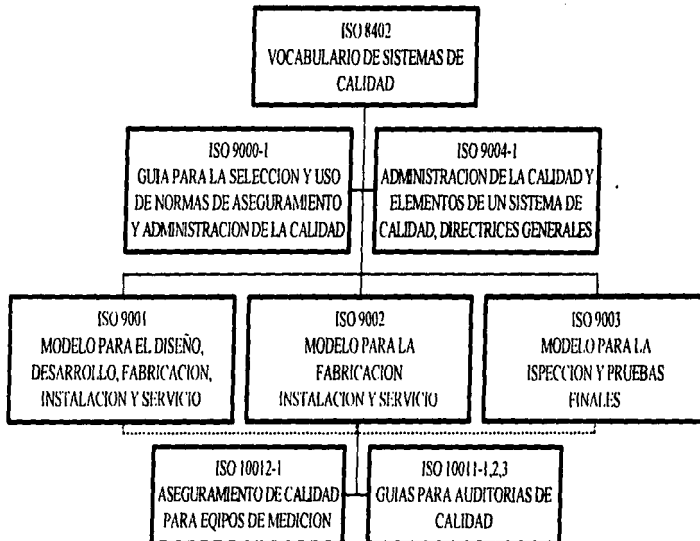 ISO 8402
VOCABULARIO DE SISTEMAS DE
CALIDAD
ISO 9000-1
GUIA PARA LA SELECCION Y USO
DE NORMAS DE ASEGURAMIENTO
Y ADMINISTRACION DE LA CALIDAD
ISO 9004-1
ADMINISTRACION DE LA CALIDAD Y
ELEMENTOS DE UN SISTEMA DE
CALIDAD, DIRECTRICES GENERALES
ISO 9001
MODELO PARA EL DISEÑO,
DESARROLLO, FABRICACION,
INSTALACION Y SERVICIO
ISO 9002
MODELO PARA LA
FABRICACION
INSTALACION Y SERVICIO
ISO 9003
MODELO PARA LA
ISPECCION Y PRUEBAS
FINALES
ISO 10012-1
ASEGURAMIENTO DE CALIDAD
PARA EQIPOS DE MEDICION
ISO 10011-1,2,3
GUIAS PARA AUDITORIAS DE
CALIDAD